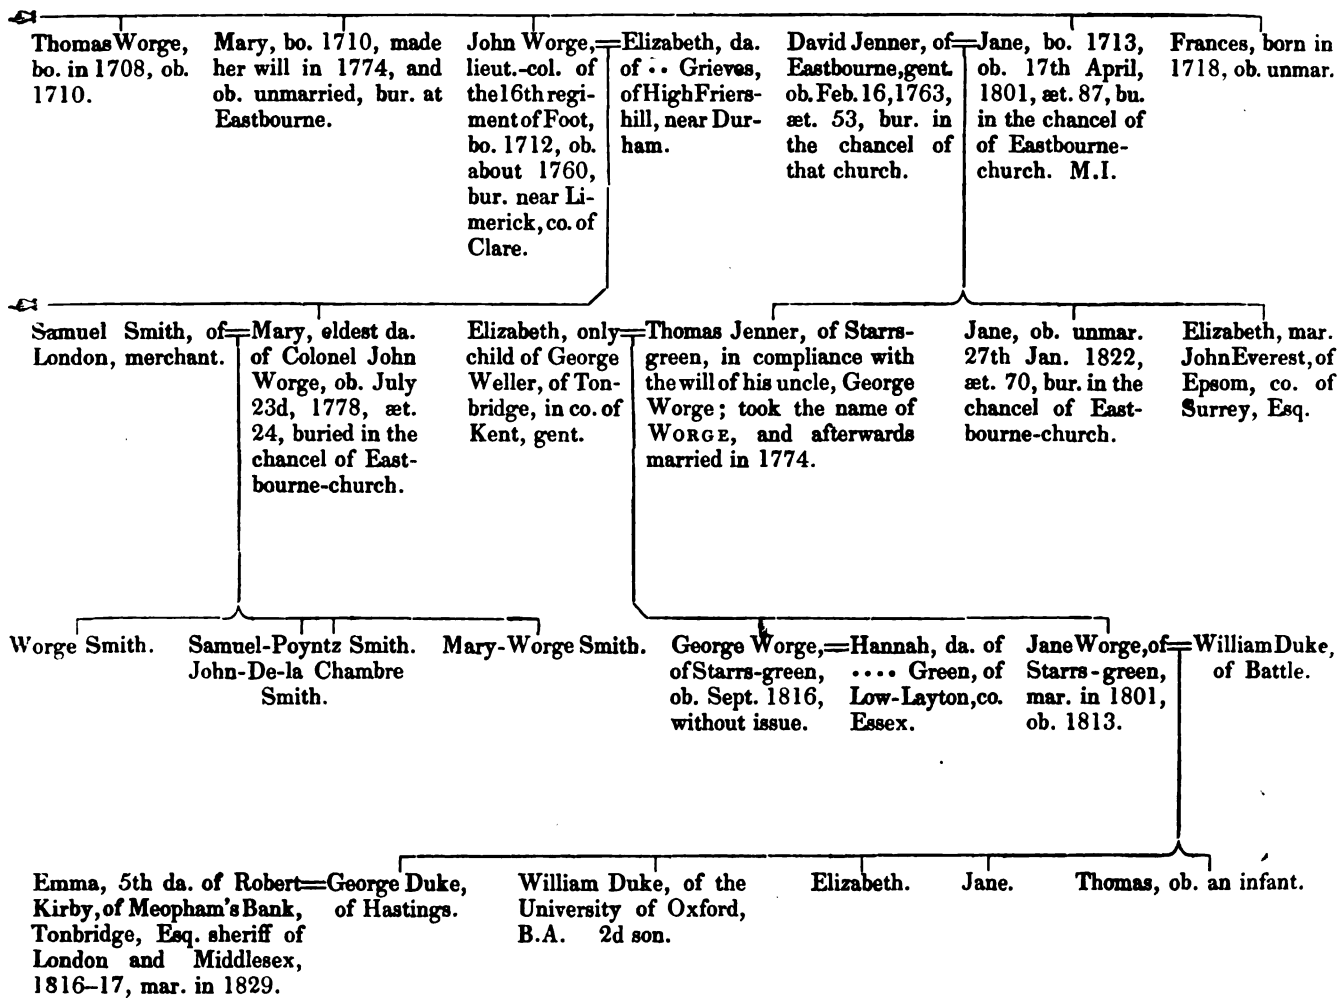 Thomas Worge,
bo. in 1708, ob.
1710.
Mary, bo. 1710, made
her will in 1774, and
ob. unmarried, bur. at
Eastbourne.
John Worge,=
lieut.-col. of
the 16th regi-
ment of Foot,
bo. 1712, ob.
about 1760,
bur. near Li-
merick, co. of
Clare.
Elizabeth, da.
of ·· Grieves,
of High Friers-
hill, near Dur-
ham.
David Jenner, of=
Eastbourne, gent.
ob. Feb. 16, 1763,
æt. 53, bur. in
the chancel of
that church.
Jane, bo. 1713,
ob. 17th April,
1801, æt. 87, bu.
in the chancel of
of Eastbourne-
church. M.I.
Frances, born in
1718, ob. unmar.
Samuel Smith, of=
London, merchant.
Mary, eldest da.
of Colonel John
Worge, ob. July
23d, 1778, æt.
24, buried in the
chancel of East-
bourne-church.
Elizabeth, only=
child of George
Weller, of Ton-
bridge, in co. of
Kent, gent.
Thomas Jenner, of Starrs-
green, in compliance with
the will of his uncle, George
Worge; took the name of
WORGE, and afterwards
married in 1774.
Jane, ob. unmar.
27th Jan. 1822,
æt. 70, bur. in the
chancel of East-
bourne-church.
Elizabeth, mar.
John Everest, of
Epsom, co. of
Surrey, Esq.
Worge Smith.
Samuel-Poyntz Smith.
John-De-la Chambre
Smith.
Mary-Worge Smith.
George Worge,=
of Starrs-green,
ob. Sept. 1816,
without issue.
Hannah, da. of
···· Green, of
Low-Layton, co.
Essex.
Jane Worge, of=
Starrs-green,
mar. in 1801,
ob. 1813.
William Duke,
of Battle.
Emma, 5th da. of Robert=
Kirby, of Meopham's Bank,
Tonbridge, Esq. sheriff of
London and Middlesex,
1816–17, mar. in 1829.
George Duke,
of Hastings.
William Duke, of the
University of Oxford,
B.A. 2d son.
Elizabeth.
Jane.
Thomas, ob. an infant.